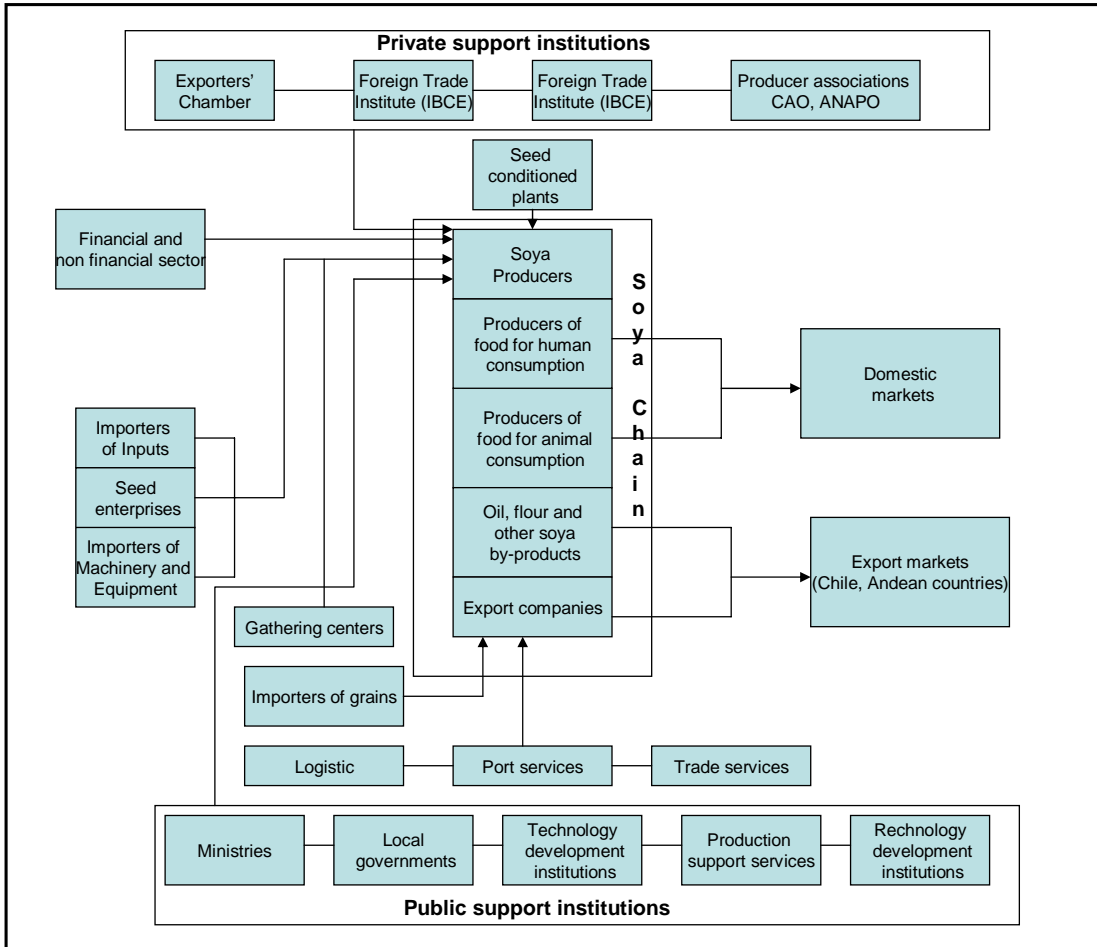 Private support institutions
Exporters'
Chamber
Foreign Trade
Institute (IBCE)
Foreign Trade
Institute (IBCE)
Producer associations
CAO, ANAPO
Seed
conditioned
plants
Financial and
non financial sector
Soya
Producers
Producers of
food for human
consumption
Producers of
food for animal
consumption
Oil, flour and
other soya
by-products
Export companies
Soya Chain
Domestic
markets
Export markets
(Chile, Andean countries)
Importers
of Inputs
Seed
enterprises
Importers of
Machinery and
Equipment
Gathering centers
Importers of grains
Logistic
Port services
Trade services
Ministries
Local
governments
Technology
development
institutions
Production
support services
Rechnology
development
institutions
Public support institutions